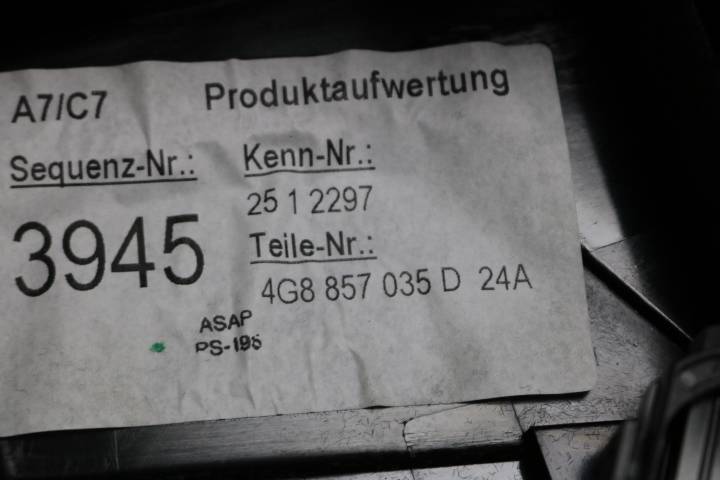 A7/C7 Produktaufwertung
Sequenz-Nr.: Kenn-Nr.:
25 1 2297
3945
Teile-Nr.:
4G8 857 035 D 24A
ASAP
PS-198